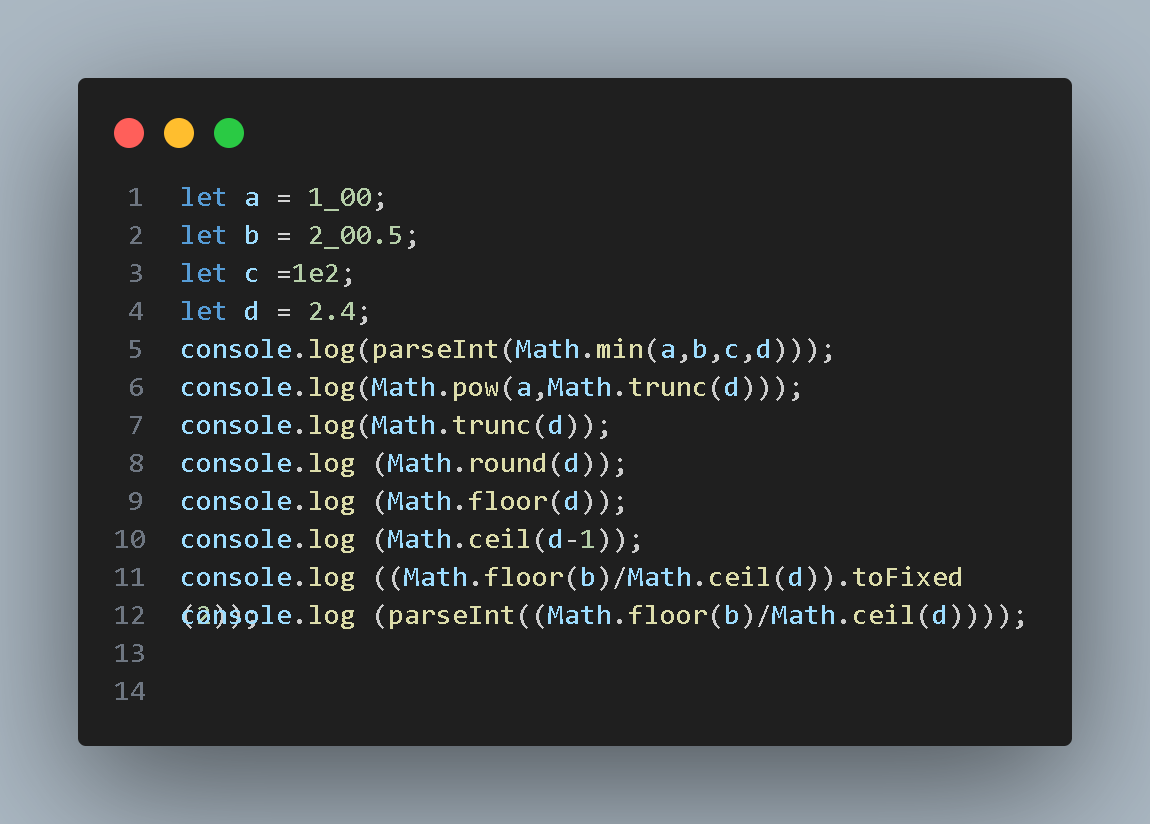 1 let a = 1_00;
2 let b = 2_00.5;
3 let c =1e2;
4 let d = 2.4;
5 console.log(parseInt(Math.min(a,b,c,d)));
6 console.log(Math.pow(a,Math.trunc(d)));
7 console.log(Math.trunc(d));
8 console.log (Math.round(d));
9 console.log (Math.floor(d));
10 console.log (Math.ceil(d-1));
11 console.log ((Math.floor(b)/Math.ceil(d)).toFixed
(2));
12 console.log (parseInt((Math.floor(b)/Math.ceil(d))));
13
14